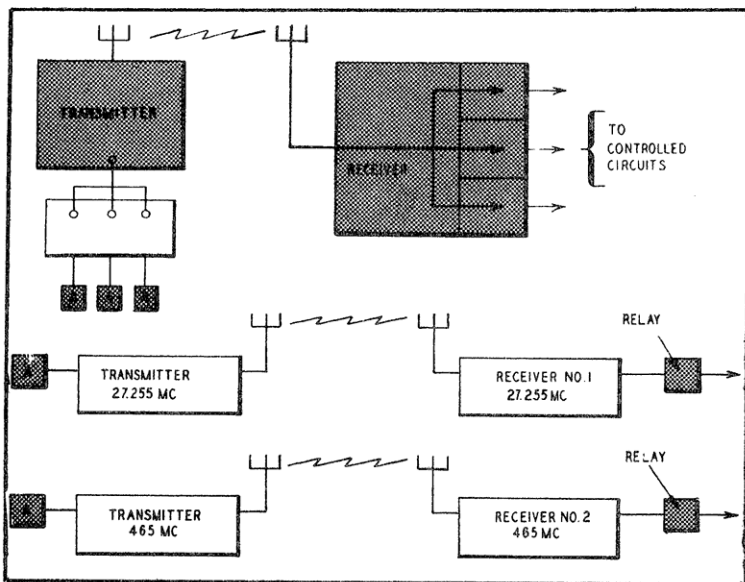 TRANSMITTER
RECEIVER
TO
CONTROLLED
CIRCUITS
RELAY
TRANSMITTER
27.255 MC
RECEIVER NO.1
27.255 MC
RELAY
TRANSMITTER
465 MC
RECEIVER NO.2
465 MC